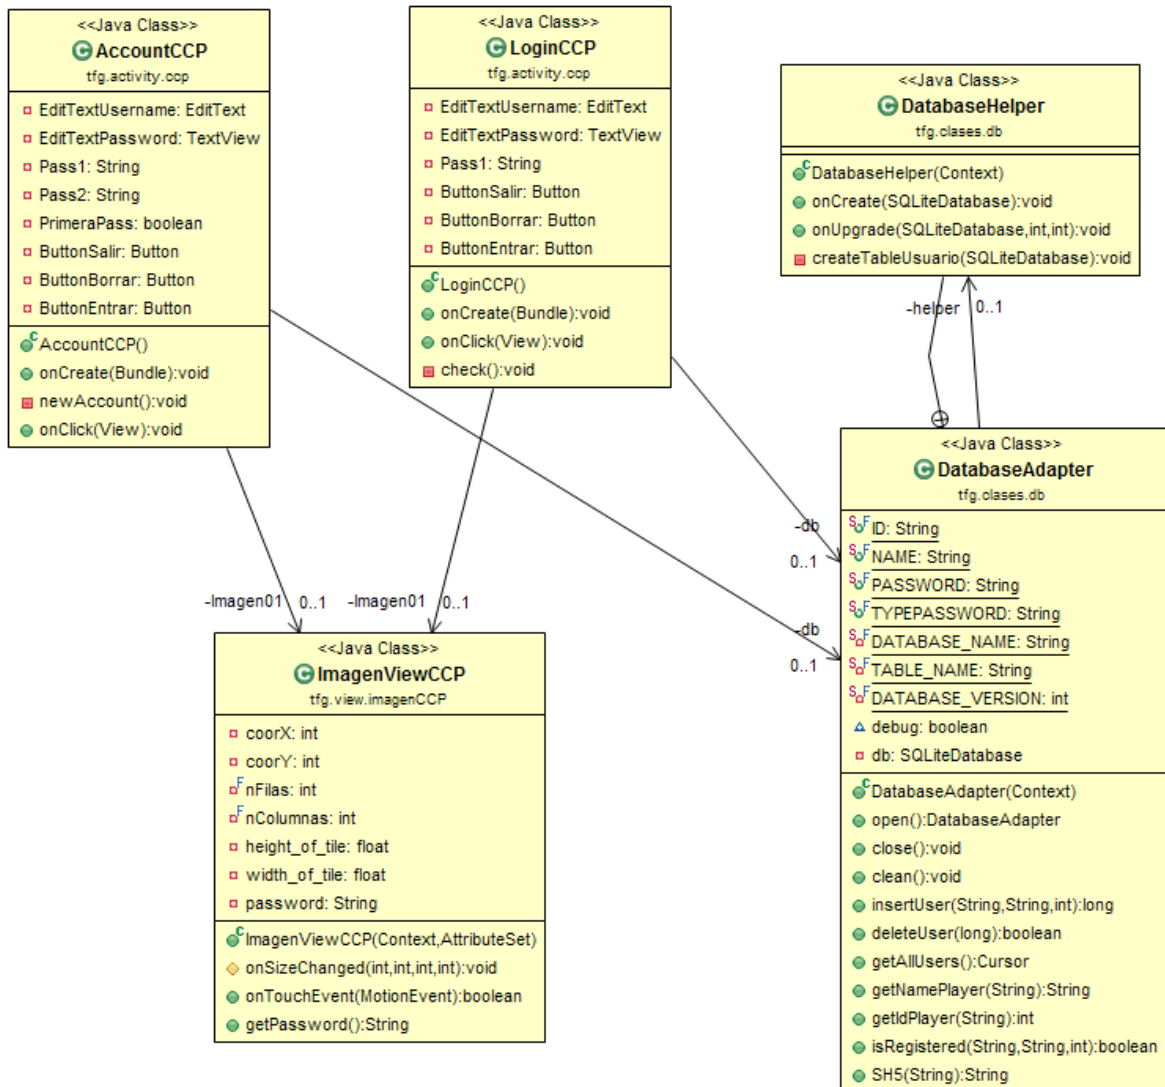 <<Java Class>>
AccountCCP
tfg.activity.ccp
EditTextUsername: EditText
EditTextPassword: TextView
Pass1: String
Pass2: String
PrimeraPass: boolean
ButtonSalir: Button
ButtonBorrar: Button
ButtonEntrar: Button
AccountCCP()
onCreate(Bundle):void
newAccount():void
onClick(View):void
<<Java Class>>
LoginCCP
tfg.activity.ccp
EditTextUsername: EditText
EditTextPassword: TextView
Pass1: String
ButtonSalir: Button
ButtonBorrar: Button
ButtonEntrar: Button
LoginCCP()
onCreate(Bundle):void
onClick(View):void
check():void
<<Java Class>>
DatabaseHelper
tfg.clases.db
DatabaseHelper(Context)
onCreate(SQLiteDatabase):void
onUpgrade(SQLiteDatabase,int,int):void
createTableUsuario(SQLiteDatabase):void
-helper 0..1
-db
0..1
-db
0..1
-Imagen01 0..1
-Imagen01 0..1
<<Java Class>>
ImagenViewCCP
tfg.view.imagenCCP
coorX: int
coorY: int
nFilas: int
nColumnas: int
height_of_tile: float
width_of_tile: float
password: String
ImagenViewCCP(Context,AttributeSet)
onSizeChanged(int,int,int,int):void
onTouchEvent(MotionEvent):boolean
getPassword():String
<<Java Class>>
DatabaseAdapter
tfg.clases.db
ID: String
NAME: String
PASSWORD: String
TYPEPASSWORD: String
DATABASE_NAME: String
TABLE_NAME: String
DATABASE_VERSION: int
debug: boolean
db: SQLiteDatabase
DatabaseAdapter(Context)
open():DatabaseAdapter
close():void
clean():void
insertUser(String,String,int):long
deleteUser(long):boolean
getAllUsers():Cursor
getNamePlayer(String):String
getIdPlayer(String):int
isRegistered(String,String,int):boolean
SH5(String):String